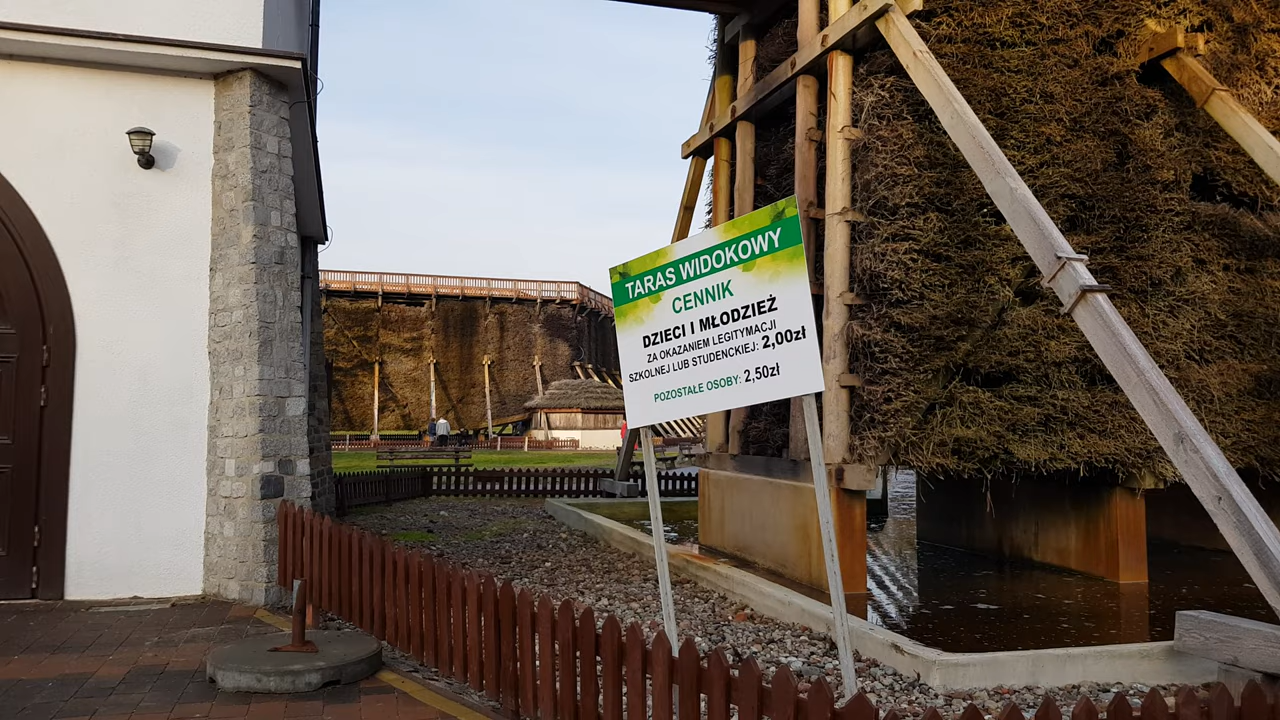 TARAS WIDOKOWY
CENNIK
DZIECI I MŁODZIEŻ
ZA OKAZANIEM LEGITYMACJI
SZKOLNEJ LUB STUDENCKIEJ: 2,00zł
POZOSTAŁE OSOBY: 2,50zł